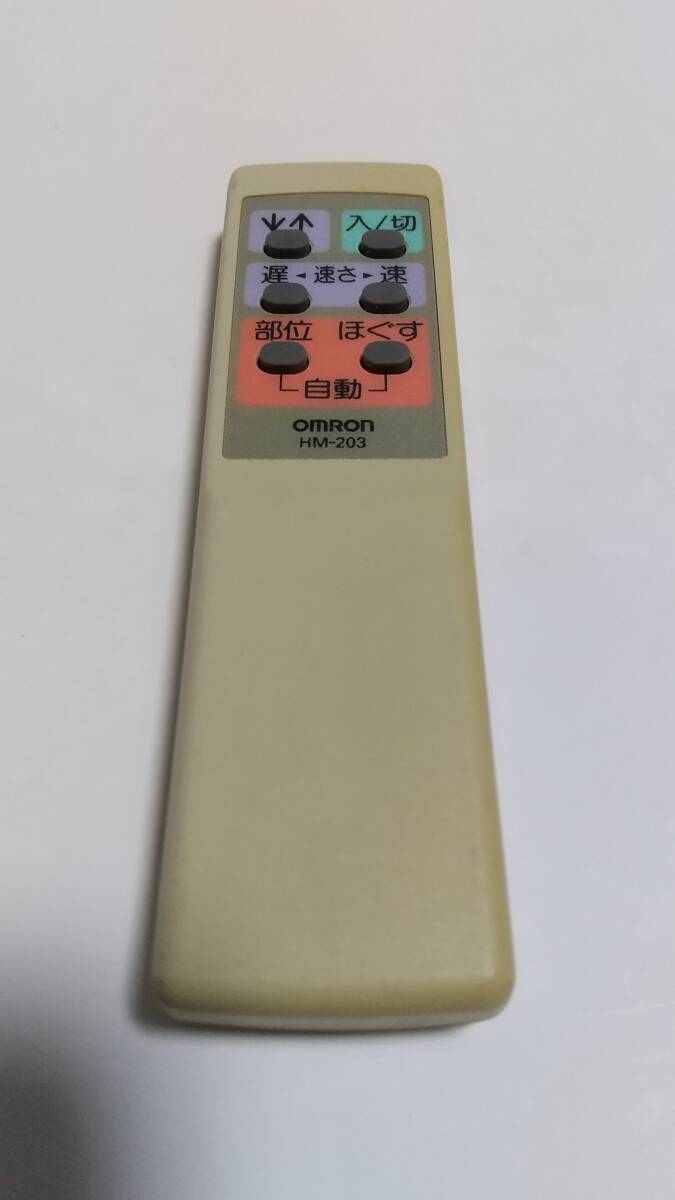 ↓↑ 入/切
遅 ◄ 速さ ► 速
部位 ほぐす
自動
OMRON
HM-203